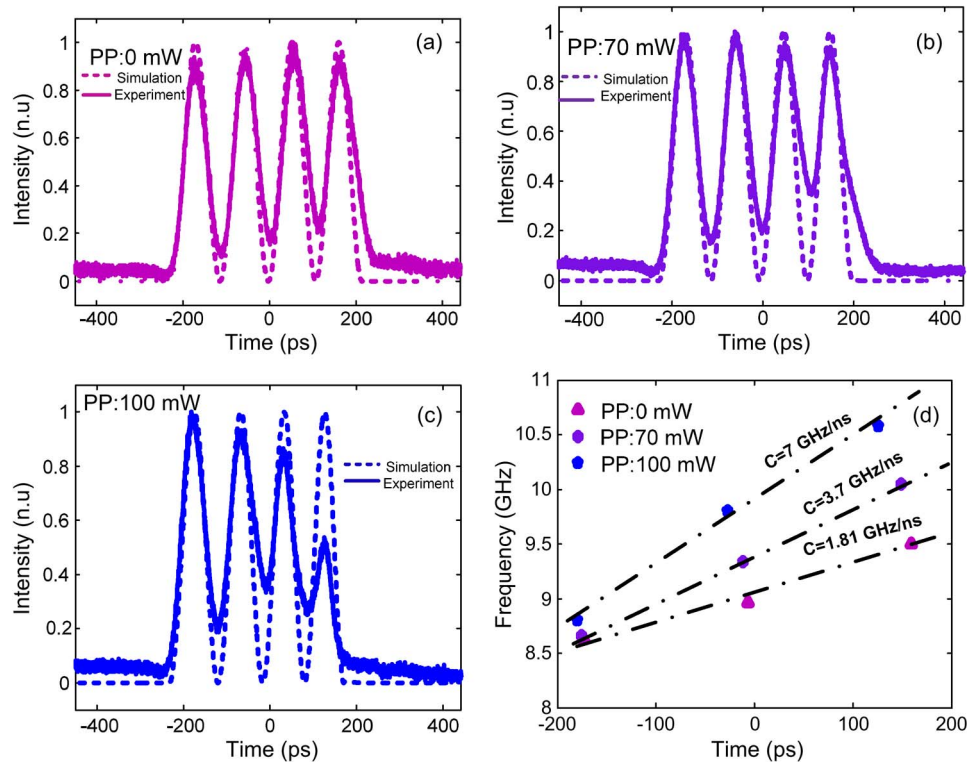 (a)
PP:0 mW
Simulation
Experiment
Intensity (n.u)
1
0.8
0.6
0.4
0.2
0
-400 -200 0 200 400
Time (ps)
(b)
PP:70 mW
Simulation
Experiment
Intensity (n.u)
1
0.8
0.6
0.4
0.2
0
-400 -200 0 200 400
Time (ps)
(c)
PP:100 mW
Simulation
Experiment
Intensity (n.u)
1
0.8
0.6
0.4
0.2
0
-400 -200 0 200 400
Time (ps)
(d)
PP:0 mW
PP:70 mW
PP:100 mW
C=7 GHz/ns
C=3.7 GHz/ns
C=1.81 GHz/ns
Frequency (GHz)
11
10.5
10
9.5
9
8.5
8
-200 -100 0 100 200
Time (ps)